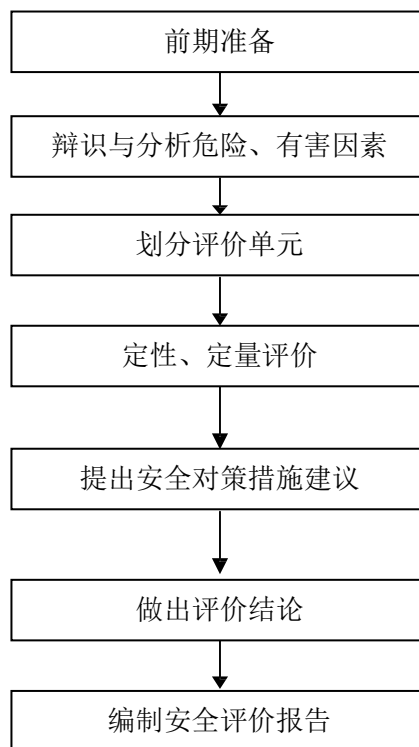 前期准备
辩识与分析危险、有害因素
划分评价单元
定性、定量评价
提出安全对策措施建议
做出评价结论
编制安全评价报告